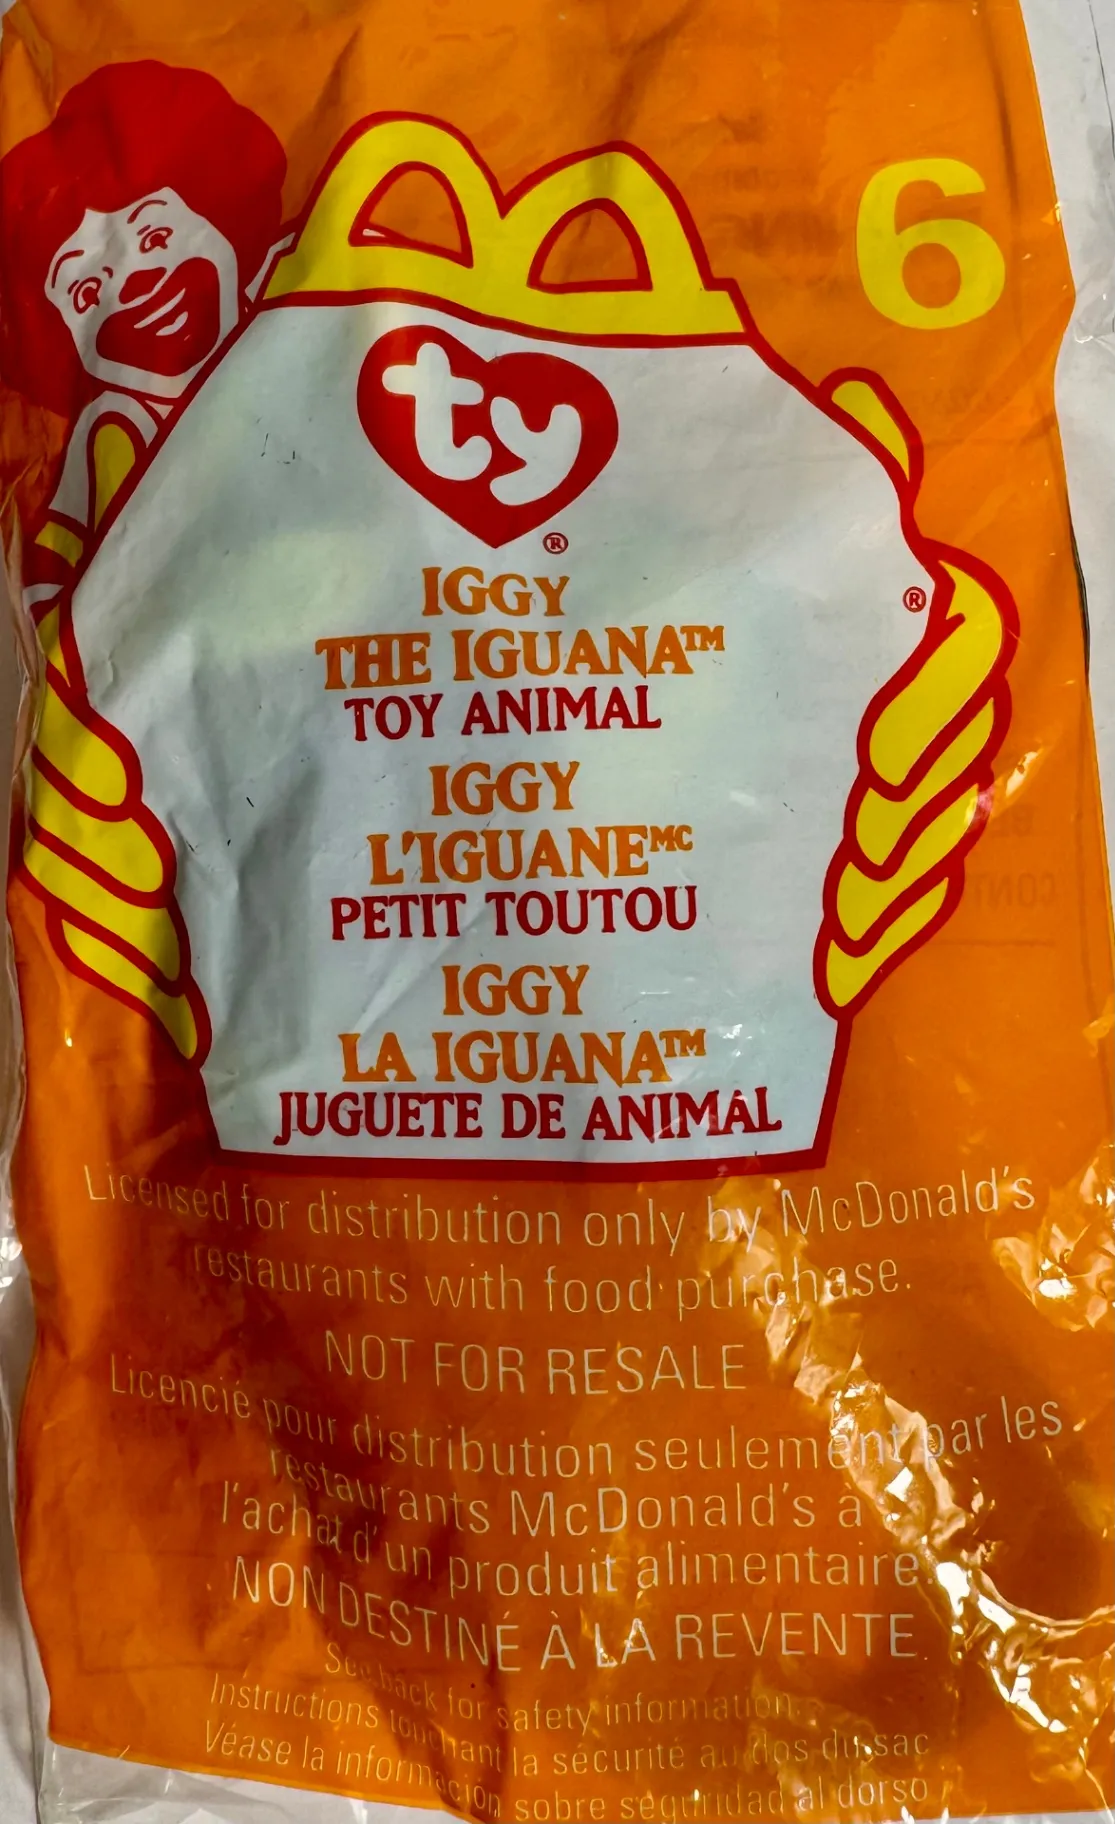 6
ty®
IGGY
THE IGUANA™
®
TOY ANIMAL
IGGY
L'IGUANEMC
PETIT TOUTOU
IGGY
LA IGUANA™
JUGUETE DE ANIMAL
Licensed for distribution only by McDonald's
restaurants with food purchase.
NOT FOR RESALE
Licencié pour distribution seulement par les
restaurants McDonald's à
l'achat d'un produit alimentaire.
NON DESTINÉ À LA REVENTE.
See back for safety information.
Instructions touchant la sécurité au dos du sac
Véase la información sobre seguridad al dorso